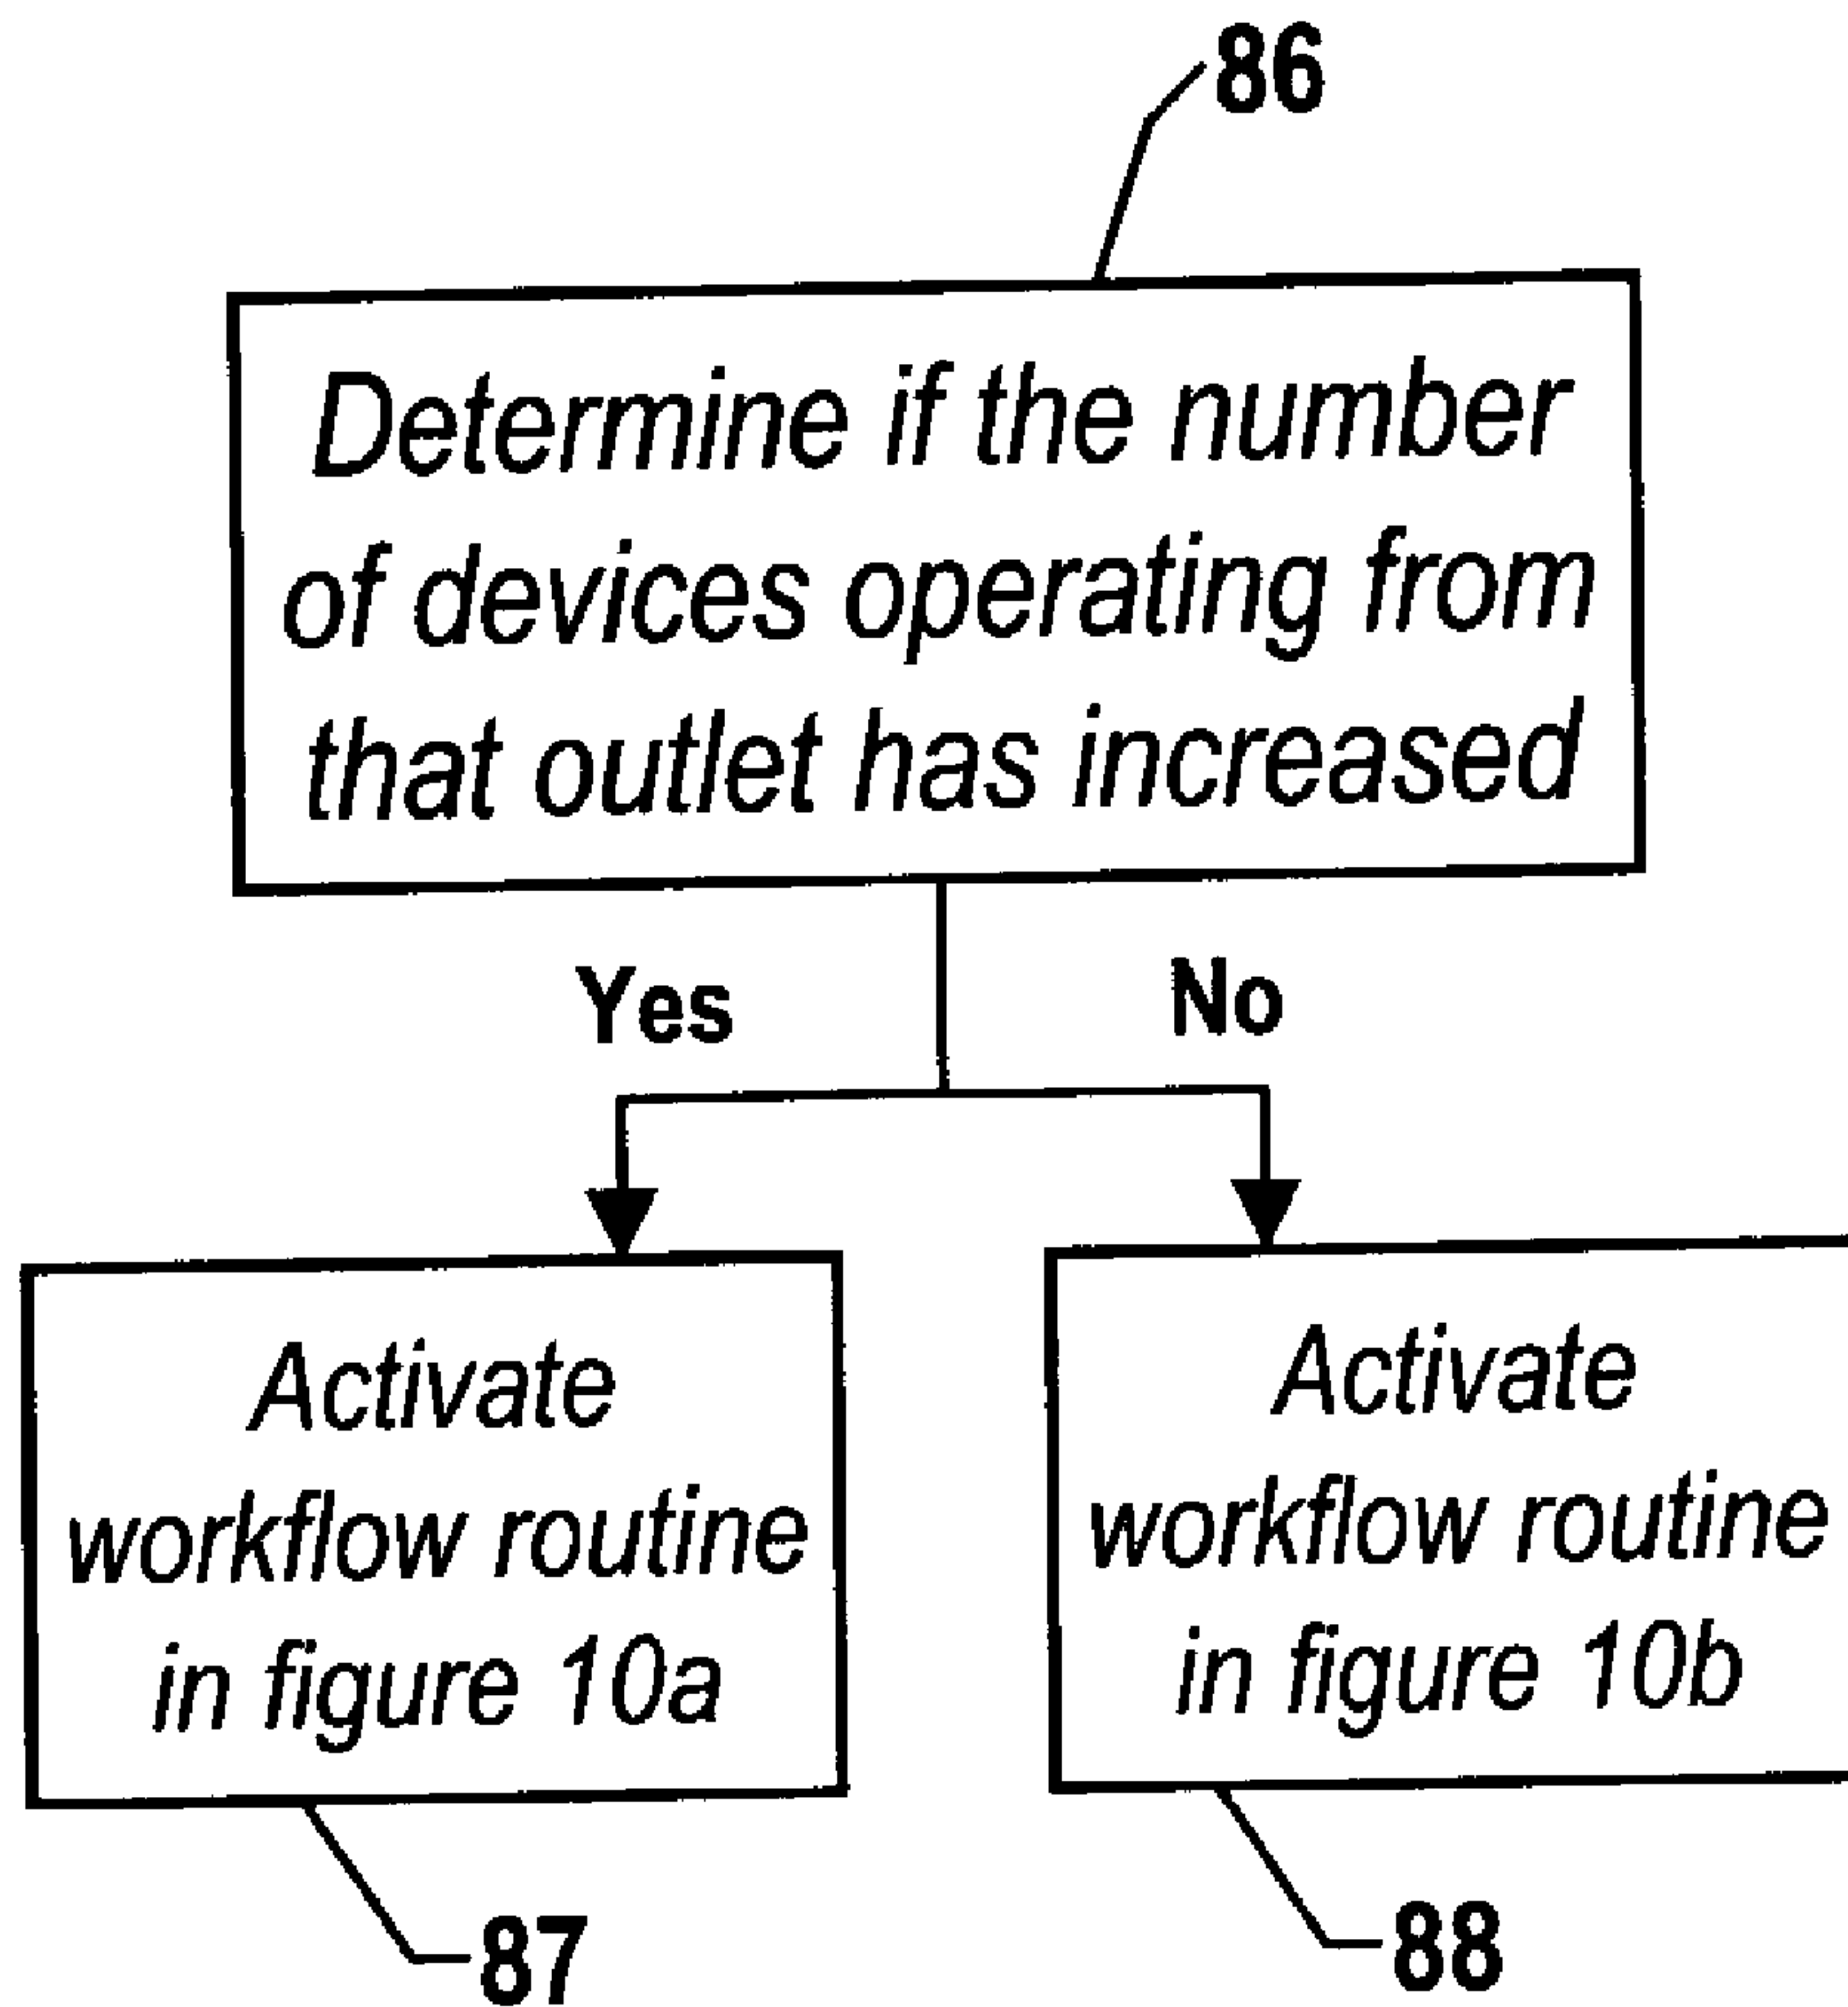 86
Determine if the number
of devices operating from
that outlet has increased
Yes
No
Activate
workflow routine
in figure 10a
Activate
workflow routine
in figure 10b
87
88